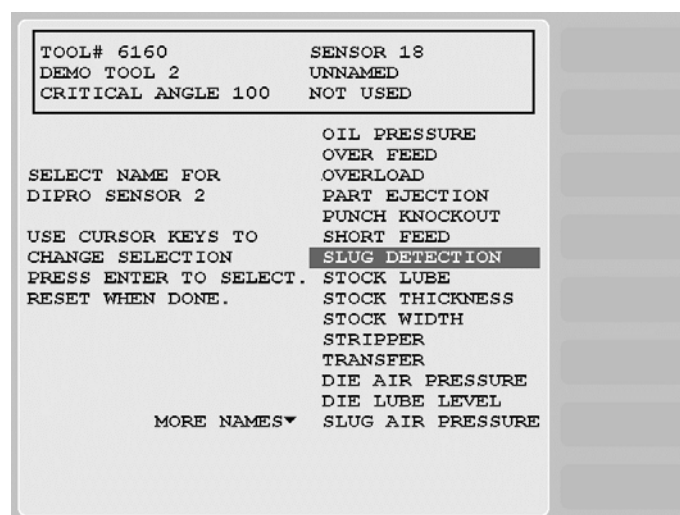 TOOL# 6160 SENSOR 18
DEMO TOOL 2 UNNAMED
CRITICAL ANGLE 100 NOT USED
OIL PRESSURE
OVER FEED
SELECT NAME FOR OVERLOAD
DIPRO SENSOR 2 PART EJECTION
PUNCH KNOCKOUT
USE CURSOR KEYS TO SHORT FEED
CHANGE SELECTION SLUG DETECTION
PRESS ENTER TO SELECT. STOCK LUBE
RESET WHEN DONE. STOCK THICKNESS
STOCK WIDTH
STRIPPER
TRANSFER
DIE AIR PRESSURE
DIE LUBE LEVEL
MORE NAMES▼ SLUG AIR PRESSURE